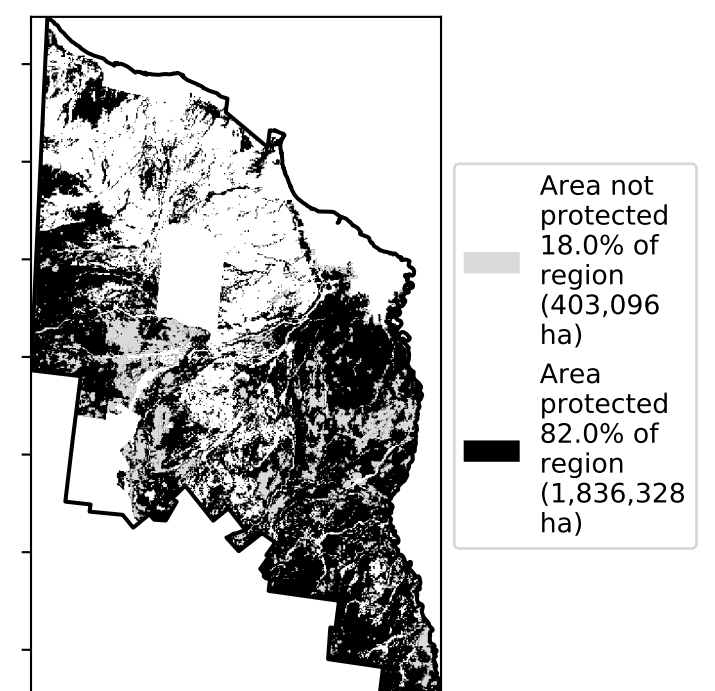 Area not
protected
18.0% of
region
(403,096
ha)
Area
protected
82.0% of
region
(1,836,328
ha)